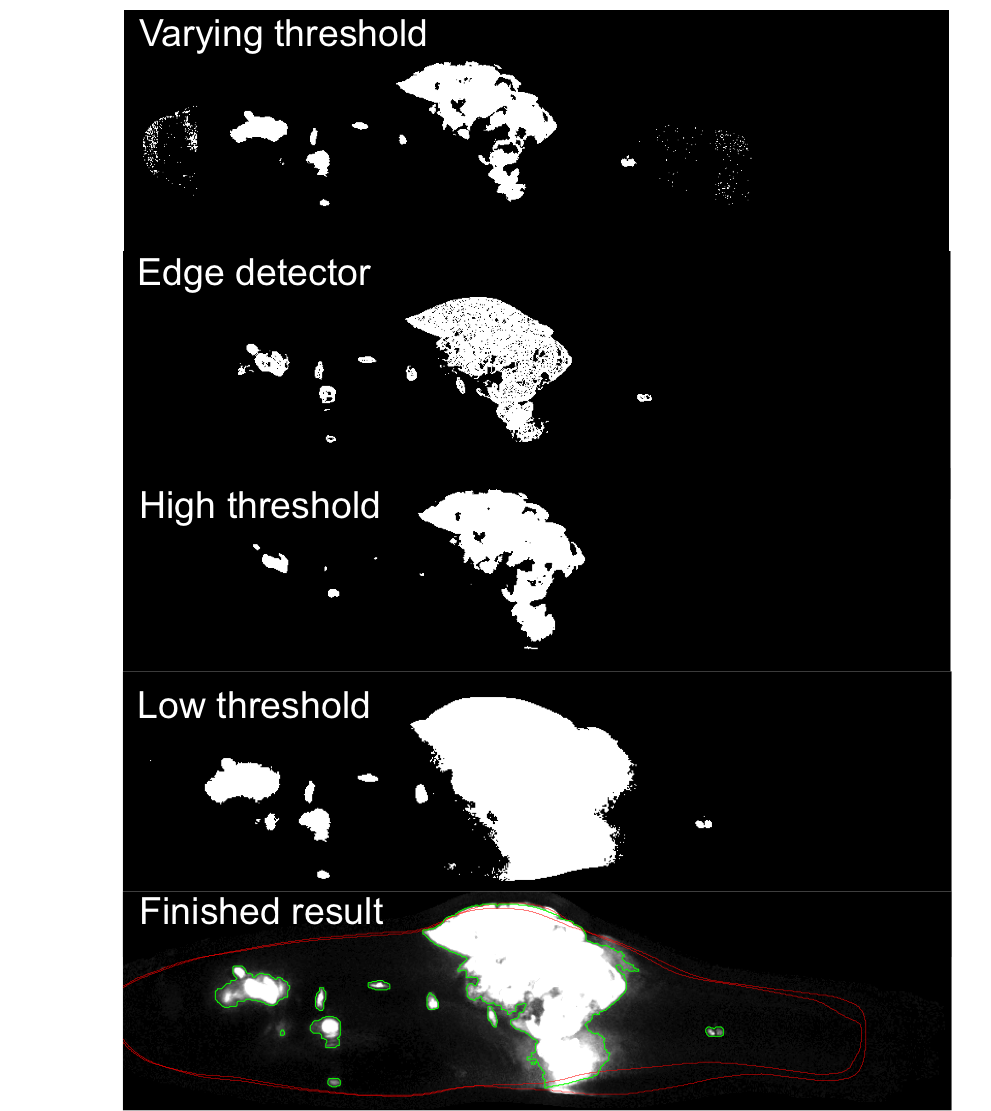 Varying threshold
Edge detector
High threshold
Low threshold
Finished result